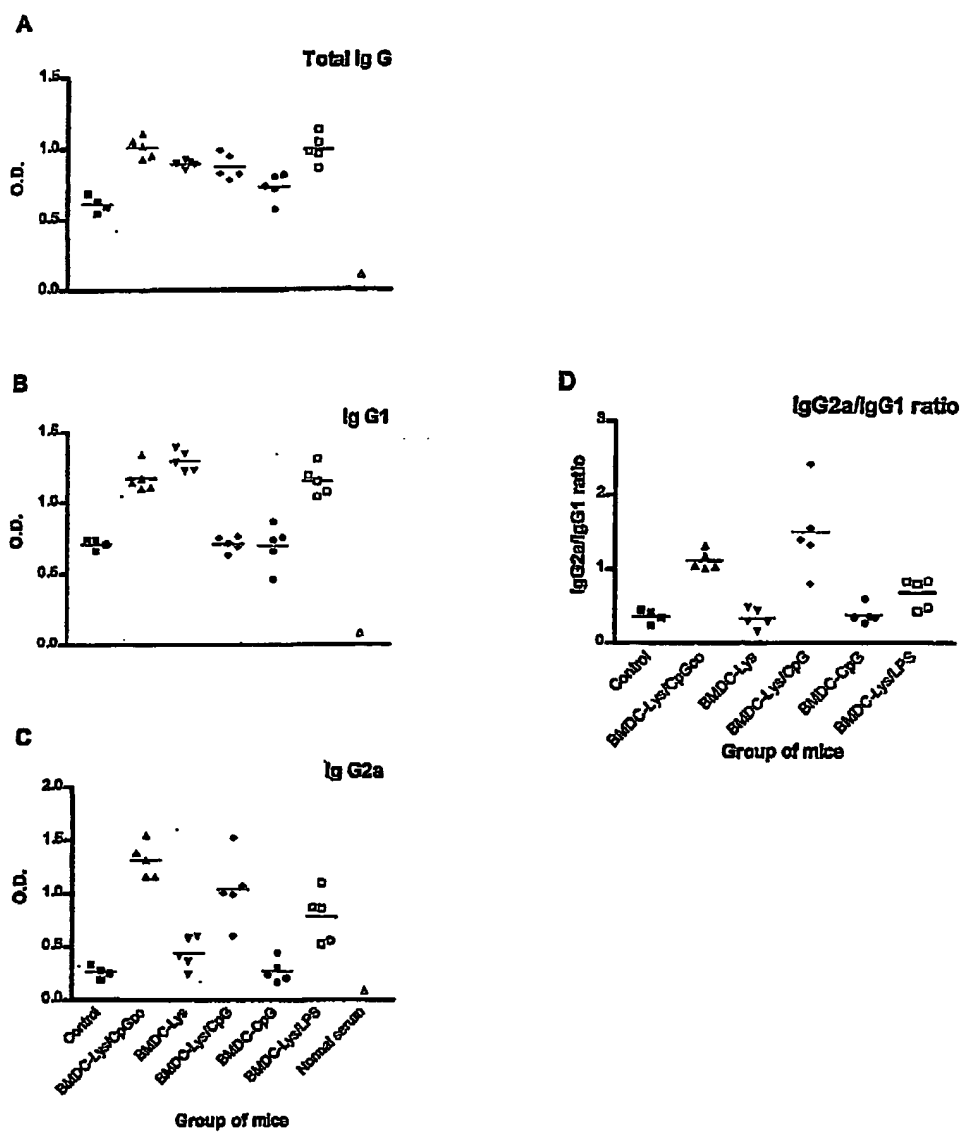 A
Total Ig G
1.5
1.0
0.5
0.0
O.D.
B
Ig G1
1.5
1.0
0.5
0.0
O.D.
C
Ig G2a
2.0
1.5
1.0
0.5
0.0
O.D.
Control
BMDC-Lys/CpGco
BMDC-Lys
BMDC-Lys/CpG
BMDC-CpG
BMDC-Lys/LPS
Normal serum
Group of mice
D
IgG2a/IgG1 ratio
3
2
1
0
IgG2a/IgG1 ratio
Control
BMDC-Lys/CpGco
BMDC-Lys
BMDC-Lys/CpG
BMDC-CpG
BMDC-Lys/LPS
Group of mice